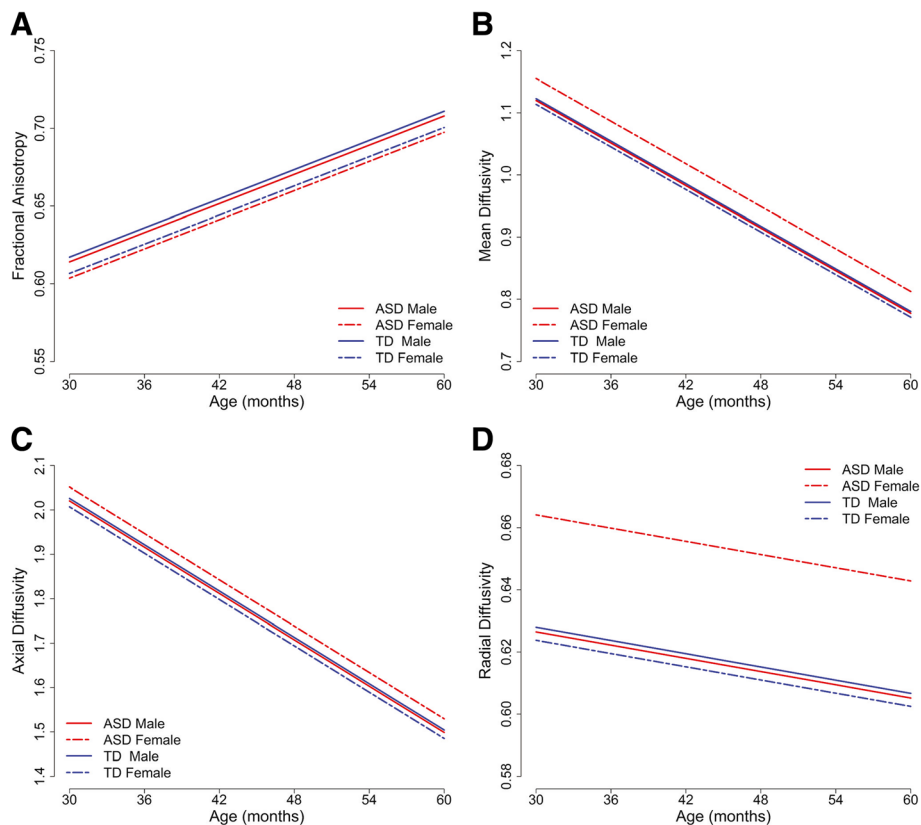 A
Fractional Anisotropy
0.75
0.70
0.65
0.60
0.55
ASD Male
ASD Female
TD Male
TD Female
30 36 42 48 54 60
Age (months)
B
Mean Diffusivity
1.2
1.1
1.0
0.9
0.8
0.7
ASD Male
ASD Female
TD Male
TD Female
30 36 42 48 54 60
Age (months)
C
Axial Diffusivity
2.1
2.0
1.9
1.8
1.7
1.6
1.5
1.4
ASD Male
ASD Female
TD Male
TD Female
30 36 42 48 54 60
Age (months)
D
Radial Diffusivity
0.68
0.66
0.64
0.62
0.60
0.58
ASD Male
ASD Female
TD Male
TD Female
30 36 42 48 54 60
Age (months)